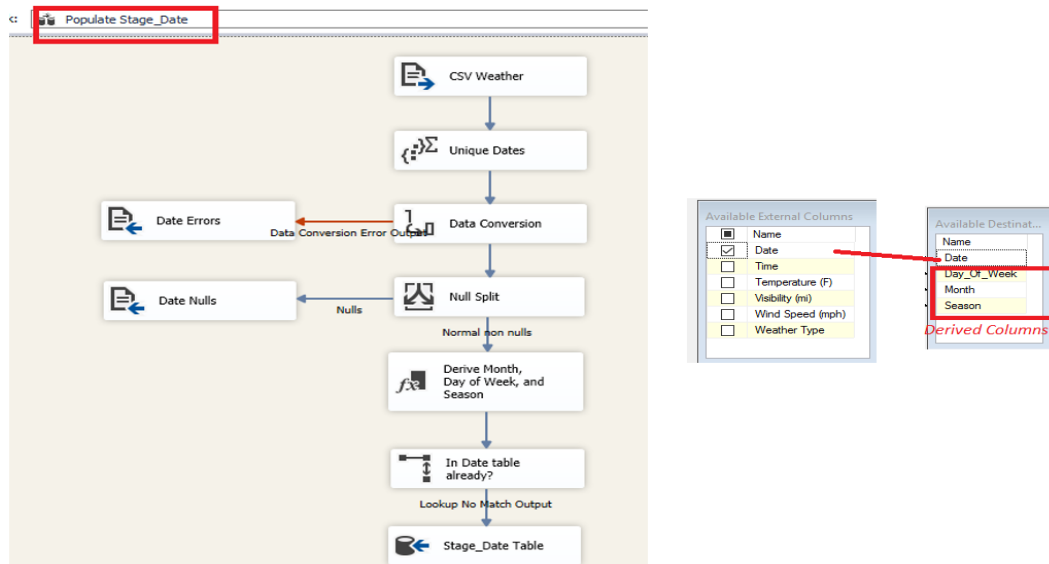 Populate Stage_Date
CSV Weather
Unique Dates
Date Errors
Data Conversion Error Output
Data Conversion
Date Nulls
Nulls
Null Split
Normal non nulls
Derive Month,
Day of Week, and
Season
In Date table
already?
Lookup No Match Output
Stage_Date Table
Available External Columns
Name
Date
Time
Temperature (F)
Visibility (mi)
Wind Speed (mph)
Weather Type
Available Destinat...
Name
Date
Day_Of_Week
Month
Season
Derived Columns